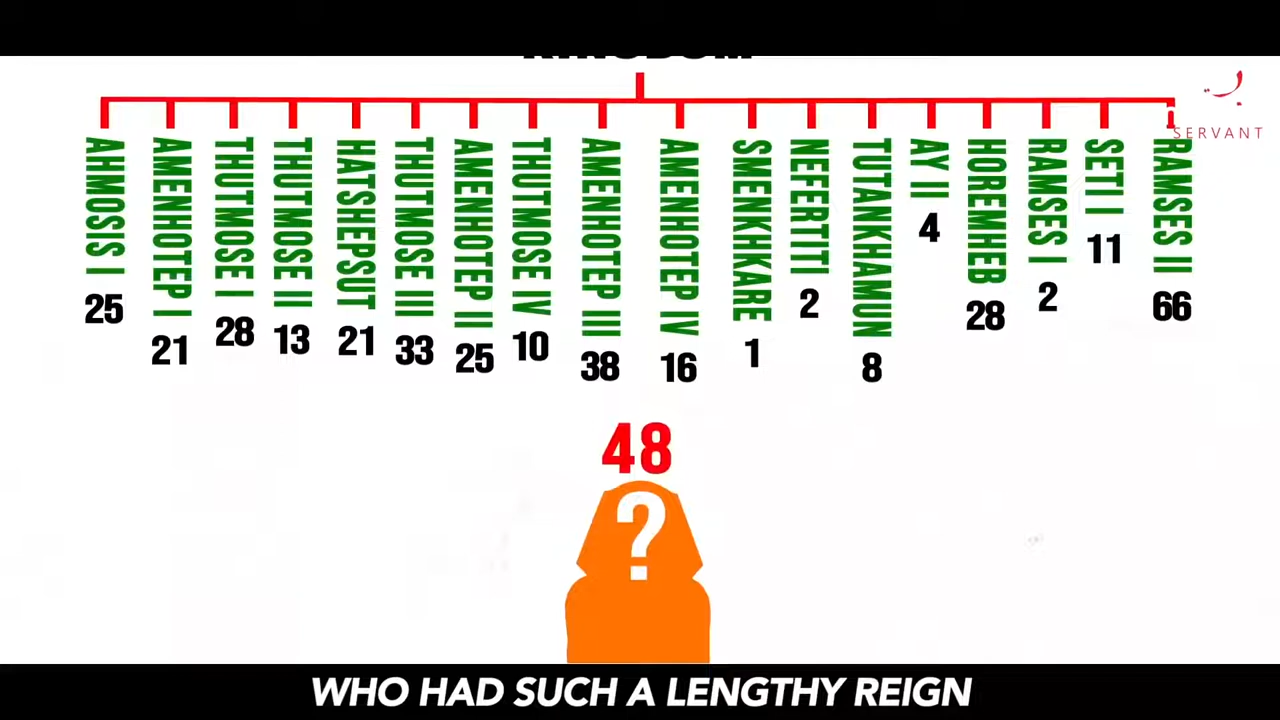 KINGDOM
SERVANT
AHMOSIS I
25
AMENHOTEP I
21
THUTMOSE I
28
THUTMOSE II
13
HATSHEPSUT
21
THUTMOSE III
33
AMENHOTEP II
25
THUTMOSE IV
10
AMENHOTEP III
38
AMENHOTEP IV
16
SMENKHKARE
1
NEFERTITI
2
TUTANKHAMUN
8
AY II
4
HOREMHEB
28
RAMSES I
2
SETI I
11
RAMSES II
66
48
?
WHO HAD SUCH A LENGTHY REIGN